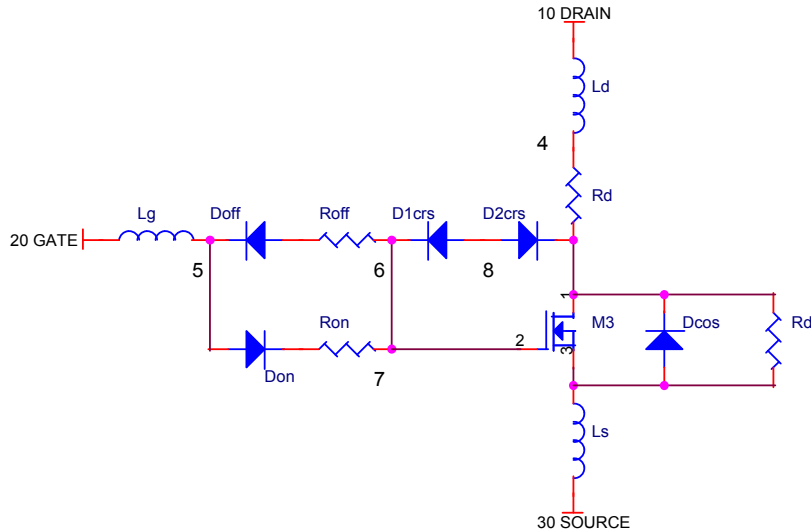 10 DRAIN
Ld
4
Rd
Lg
Doff
Roff
D1crs
D2crs
20 GATE
5
6
8
1
Ron
2
M3
Dcos
Rd
3
Don
7
Ls
30 SOURCE